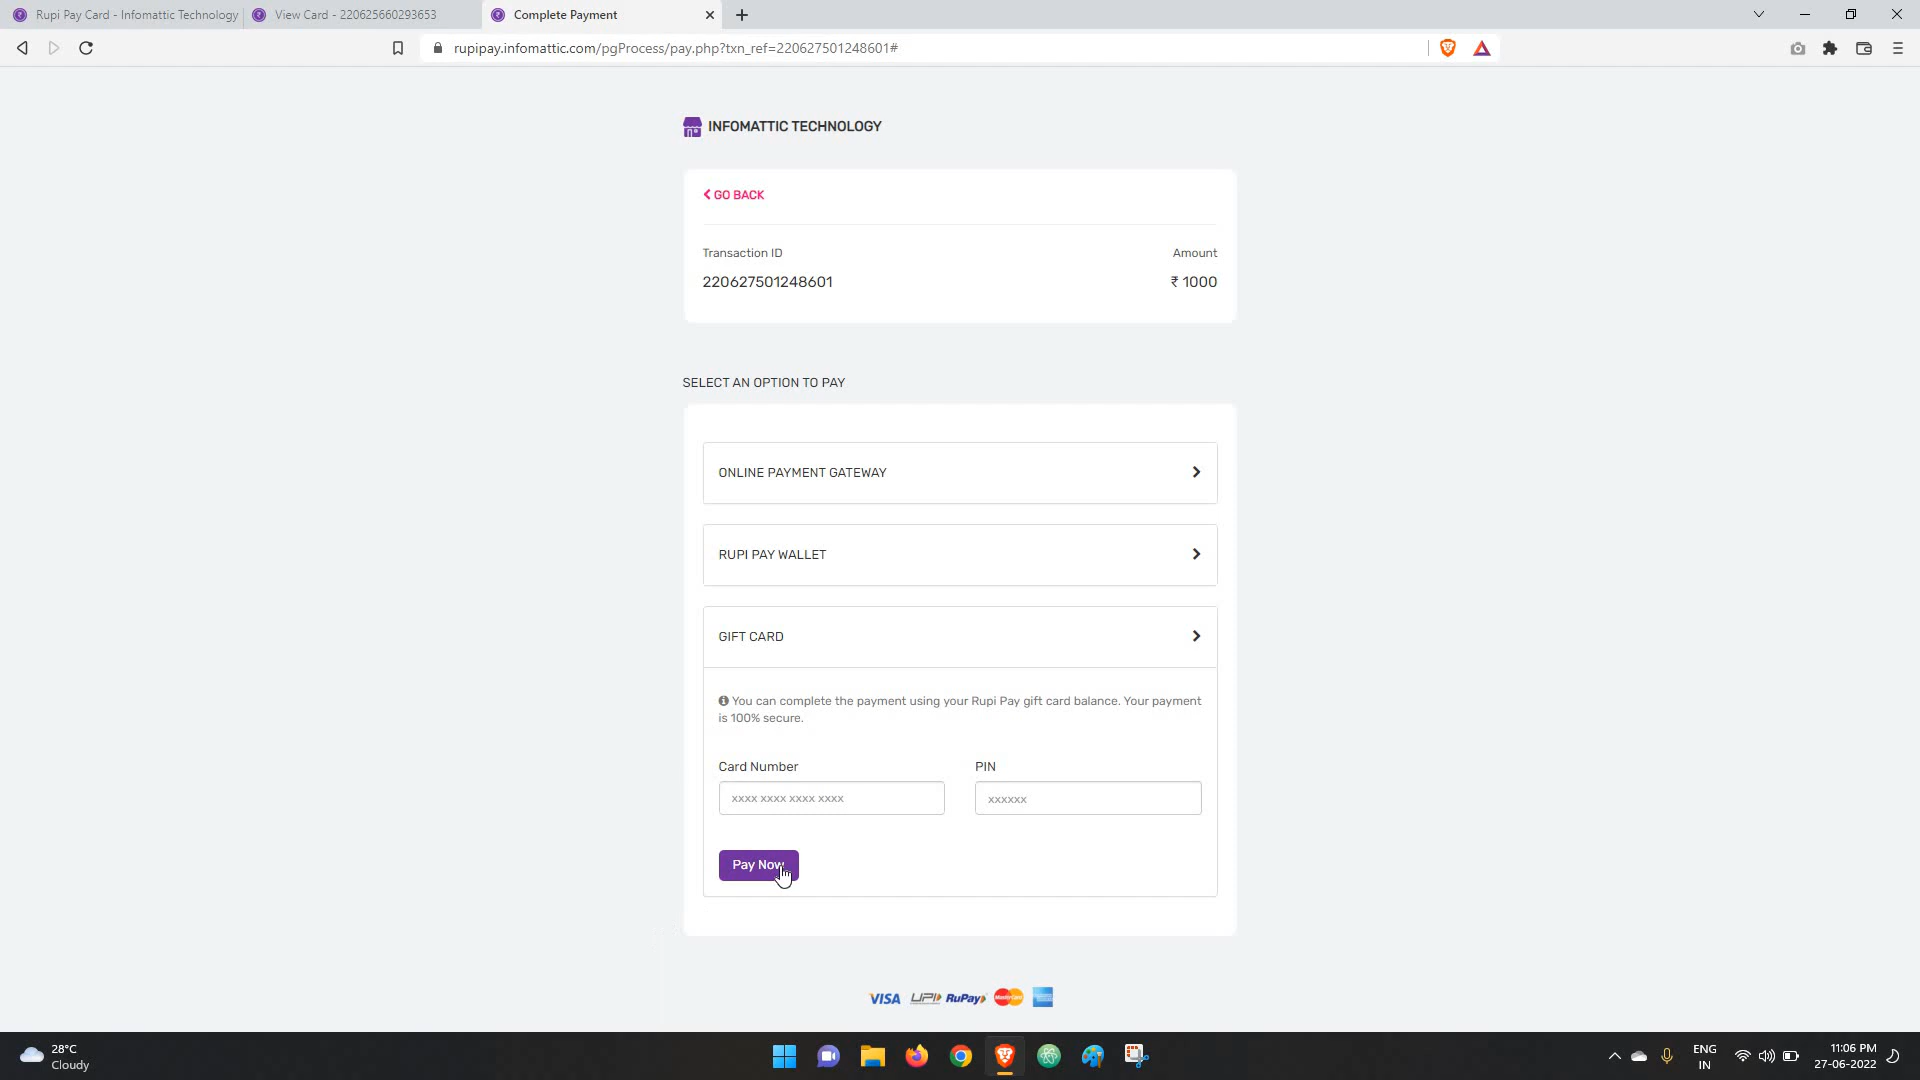 Rupi Pay Card - Infomattic Technology
View Card - 220625660293653
Complete Payment
rupipay.infomattic.com/pgProcess/pay.php?txn_ref=220627501248601#
INFOMATTIC TECHNOLOGY
GO BACK
Transaction ID Amount
220627501248601 ₹ 1000
SELECT AN OPTION TO PAY
ONLINE PAYMENT GATEWAY
RUPI PAY WALLET
GIFT CARD
You can complete the payment using your Rupi Pay gift card balance. Your payment
is 100% secure.
Card Number PIN
xxxx xxxx xxxx xxxx xxxxxx
Pay Now
VISA UPI RuPay MasterCard
28°C
Cloudy
ENG
IN
11:06 PM
27-06-2022